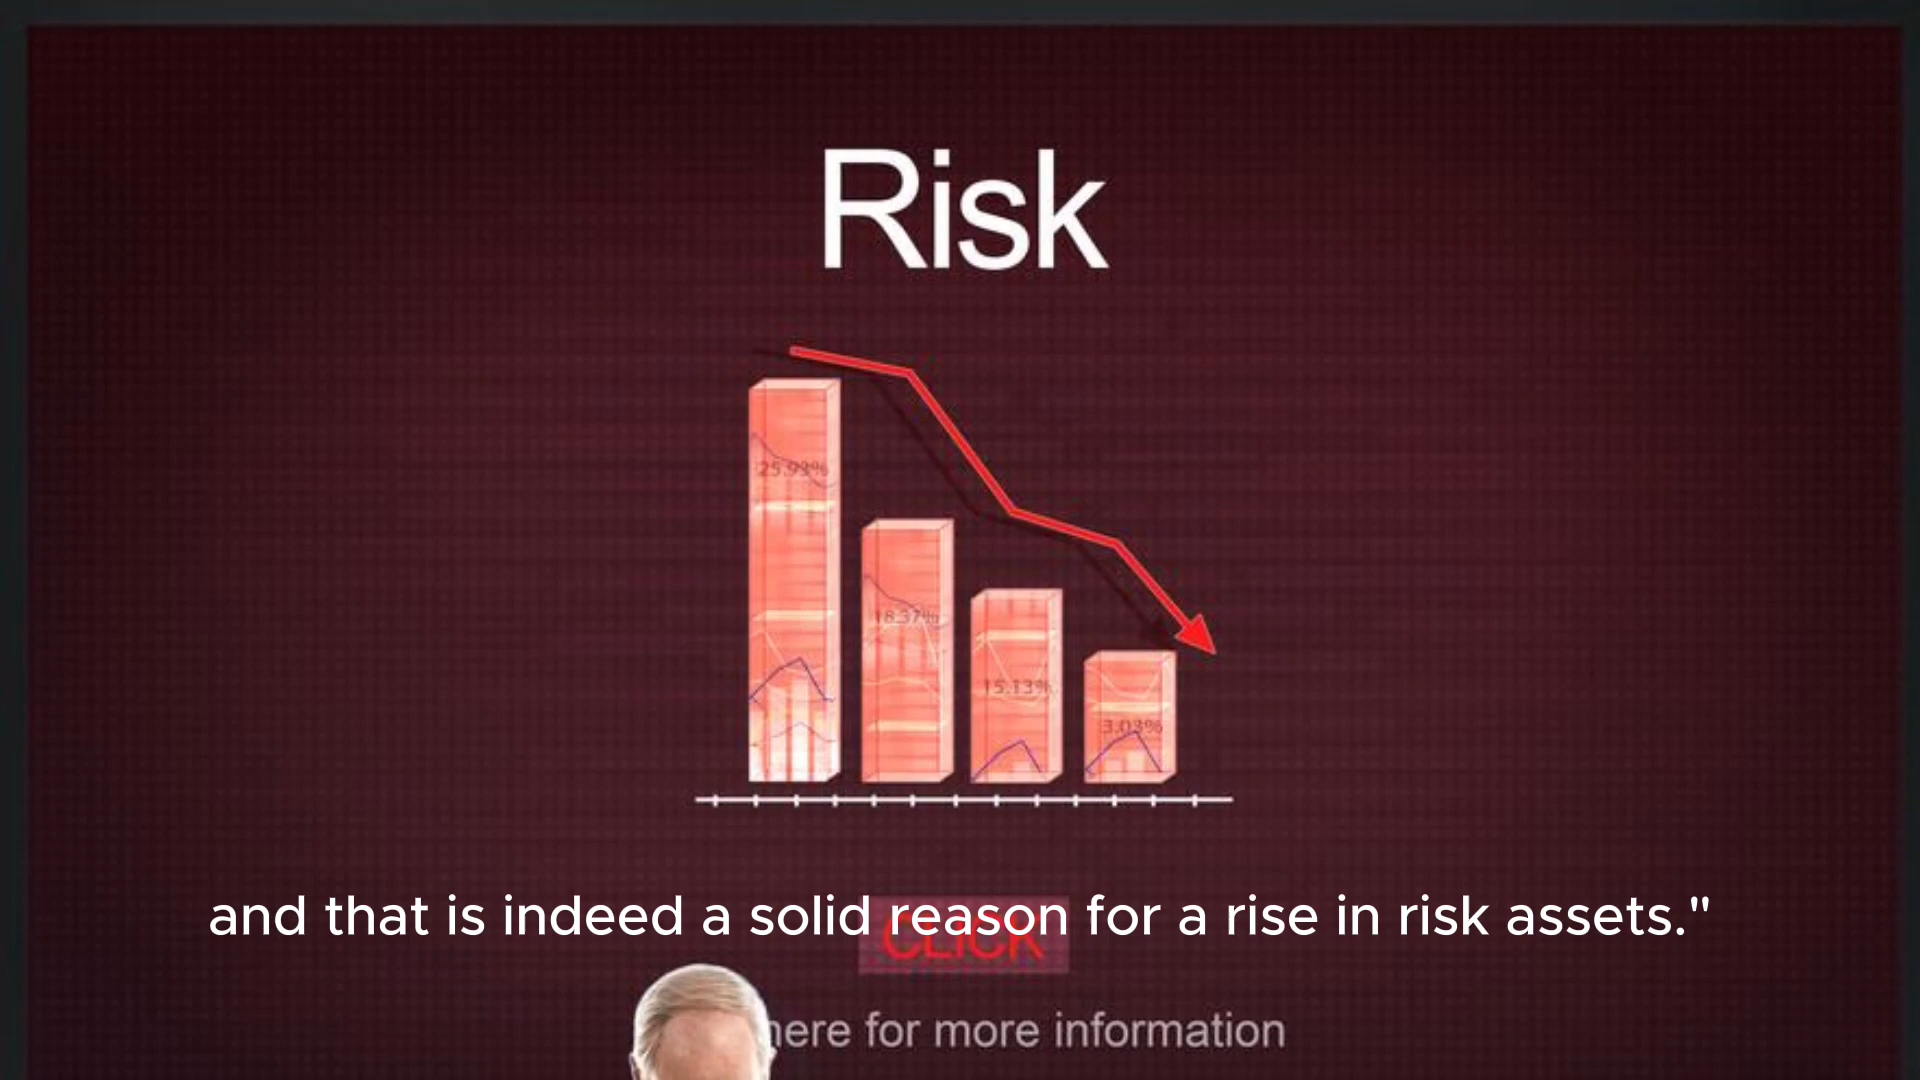 Risk
25.93%
18.37%
15.13%
3.03%
and that is indeed a solid reason for a rise in risk assets."
CLICK
here for more information